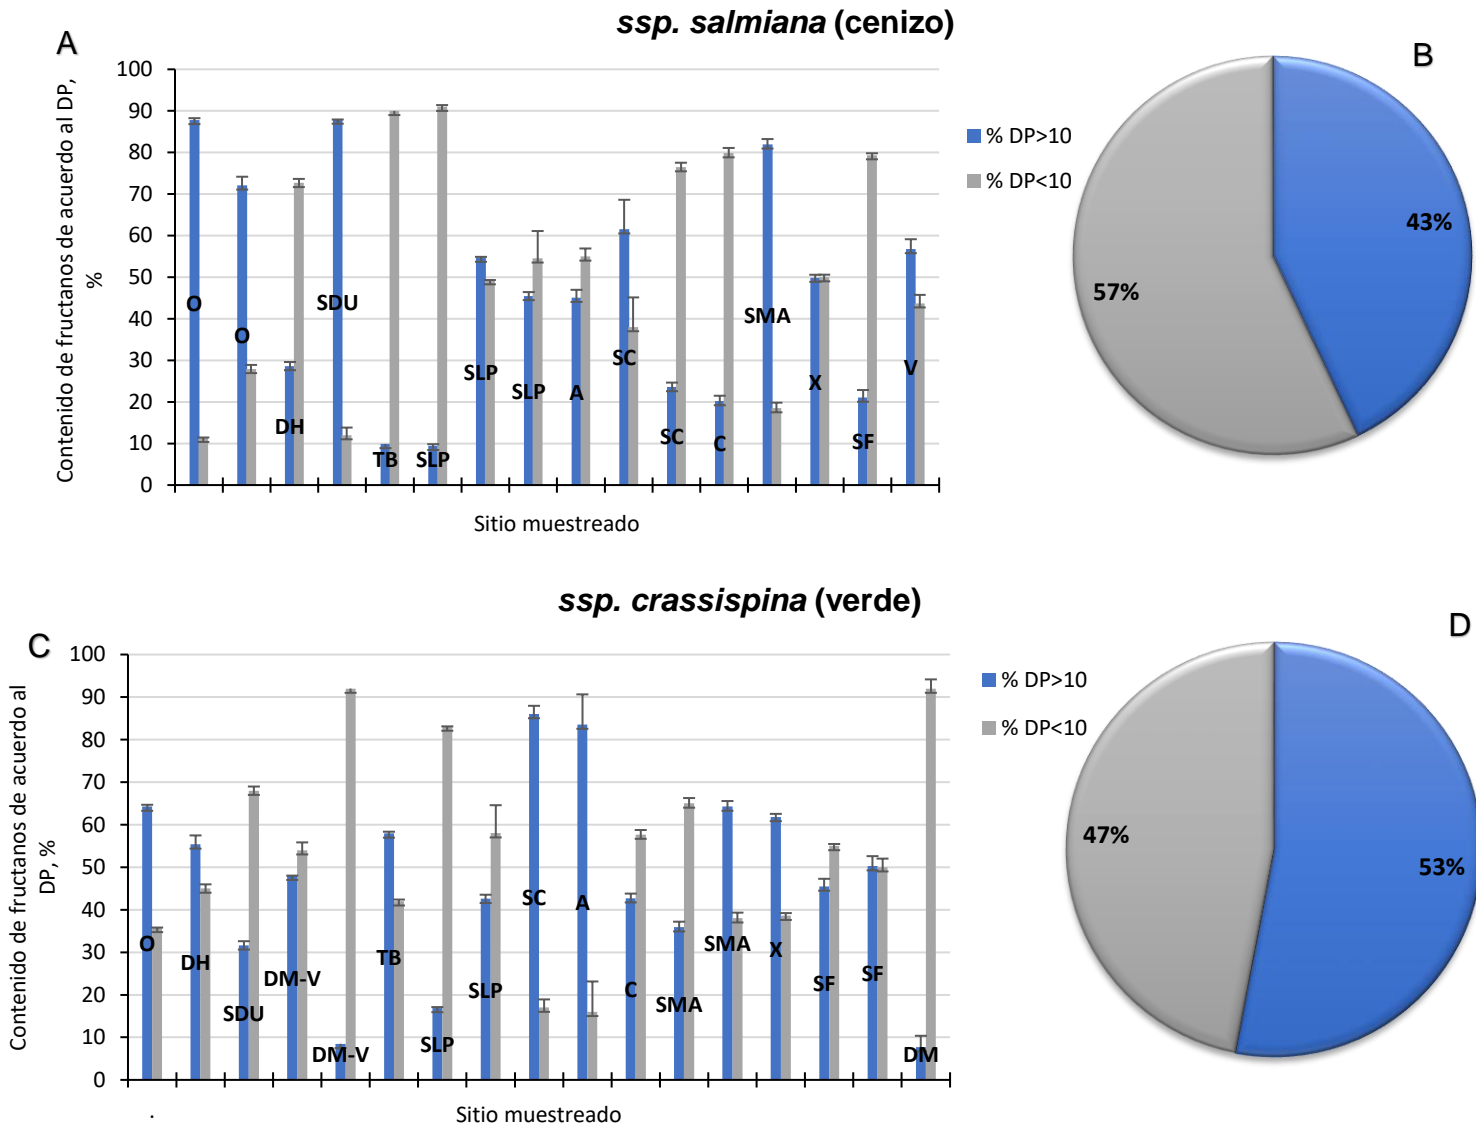 ssp. salmiana (cenizo)
A
B
Contenido de fructanos de acuerdo al DP,
%
100
90
80
70
60
50
40
30
20
10
0
O
O
DH
SDU
TB
SLP
SLP
SLP
A
SC
SC
C
SMA
X
SF
V
Sitio muestreado
% DP>10
% DP<10
43%
57%
ssp. crassispina (verde)
C
D
Contenido de fructanos de acuerdo al
DP, %
100
90
80
70
60
50
40
30
20
10
0
O
DH
SDU
DM-V
DM-V
TB
SLP
SLP
SC
A
C
SMA
SMA
X
SF
SF
DM
.
Sitio muestreado
% DP>10
% DP<10
47%
53%